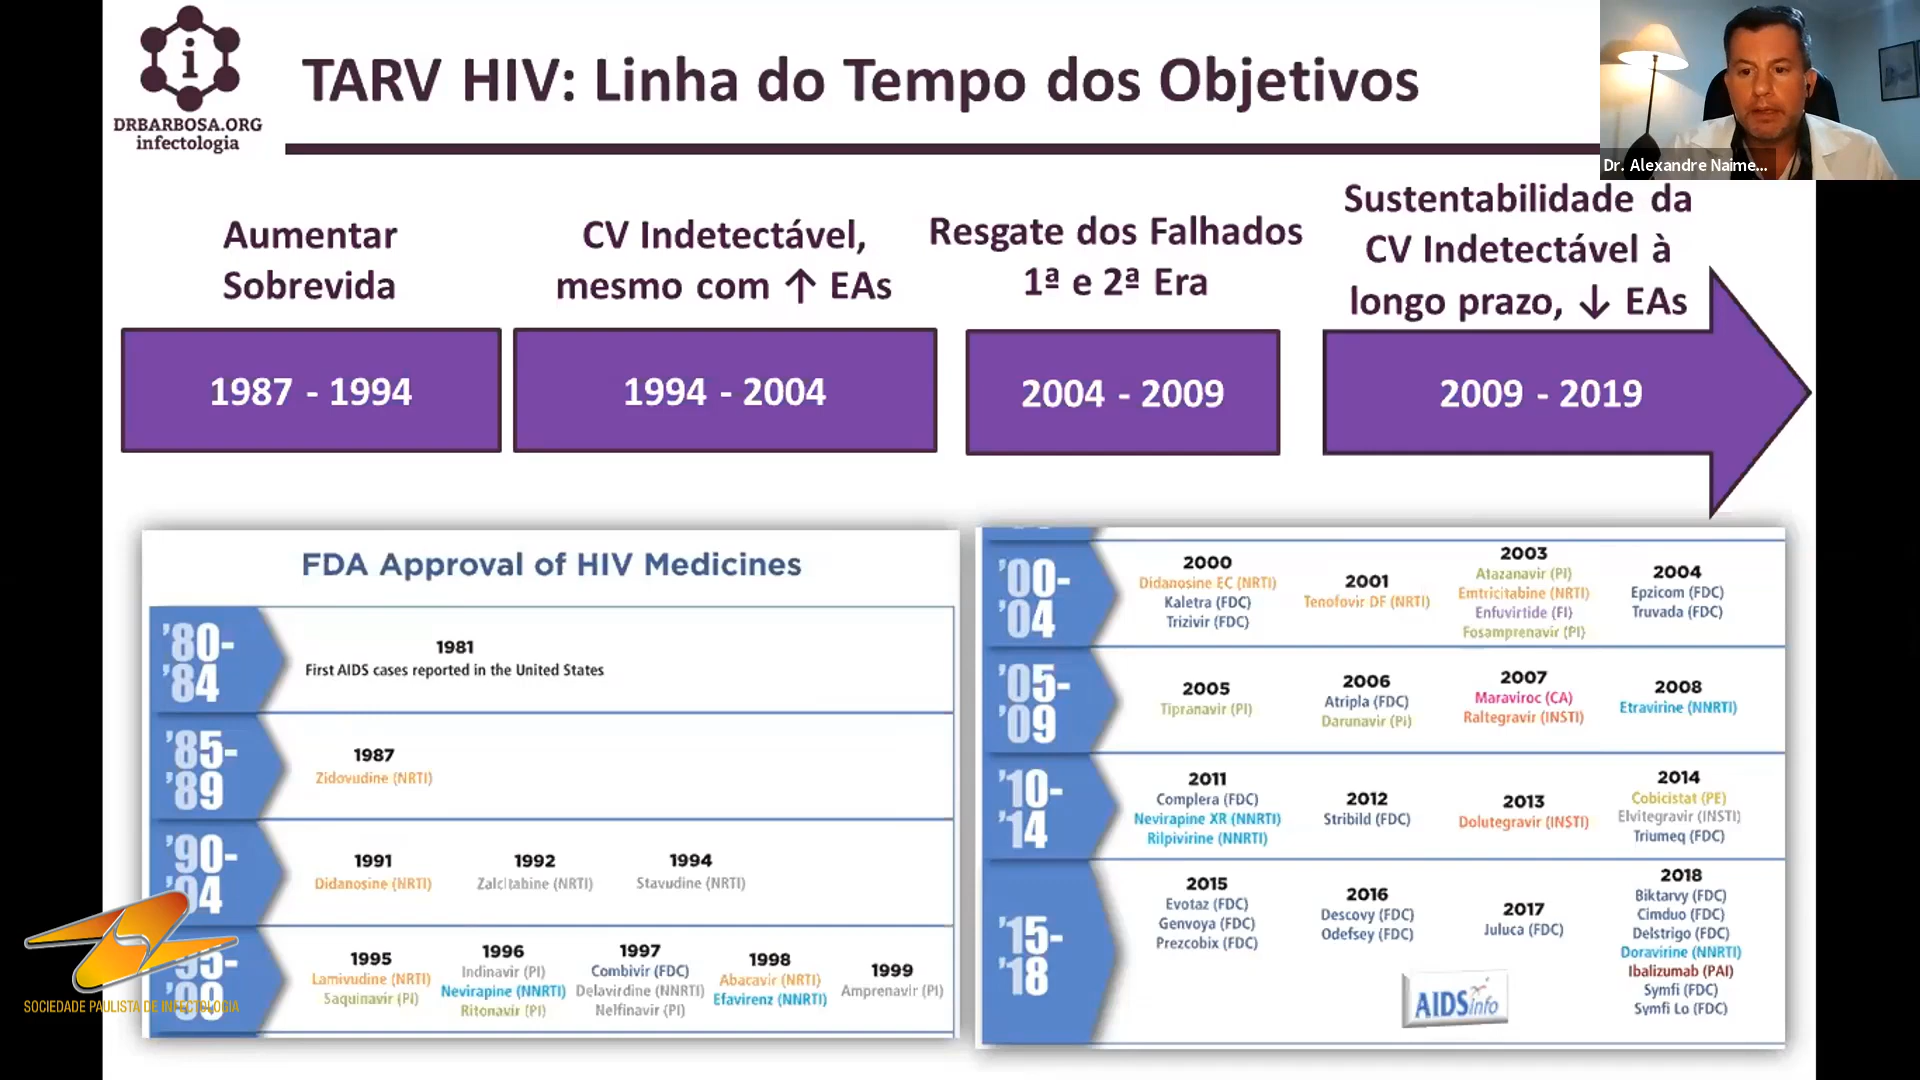 i
DRBARBOSA.ORG
infectologia
TARV HIV: Linha do Tempo dos Objetivos
Dr. Alexandre Naime...
Aumentar
Sobrevida
1987 - 1994
CV Indetectável,
mesmo com ↑ EAs
1994 - 2004
Resgate dos Falhados
1ª e 2ª Era
2004 - 2009
Sustentabilidade da
CV Indetectável à
longo prazo, ↓ EAs
2009 - 2019
FDA Approval of HIV Medicines
'80-
'84
1981
First AIDS cases reported in the United States
'85-
'89
1987
Zidovudine (NRTI)
'90-
'94
1991
Didanosine (NRTI)
1992
Zalcitabine (NRTI)
1994
Stavudine (NRTI)
1995
Lamivudine (NRTI)
Saquinavir (PI)
1996
Indinavir (PI)
Nevirapine (NNRTI)
Ritonavir (PI)
1997
Combivir (FDC)
Delavirdine (NNRTI)
Nelfinavir (PI)
1998
Abacavir (NRTI)
Efavirenz (NNRTI)
1999
Amprenavir (PI)
SOCIEDADE PAULISTA DE INFECTOLOGIA
'00-
'04
2000
Didanosine EC (NRTI)
Kaletra (FDC)
Trizivir (FDC)
2001
Tenofovir DF (NRTI)
2003
Atazanavir (PI)
Emtricitabine (NRTI)
Enfuvirtide (FI)
Fosamprenavir (PI)
2004
Epzicom (FDC)
Truvada (FDC)
'05-
'09
2005
Tipranavir (PI)
2006
Atripla (FDC)
Darunavir (PI)
2007
Maraviroc (CA)
Raltegravir (INSTI)
2008
Etravirine (NNRTI)
'10-
'14
2011
Complera (FDC)
Nevirapine XR (NNRTI)
Rilpivirine (NNRTI)
2012
Stribild (FDC)
2013
Dolutegravir (INSTI)
2014
Cobicistat (PE)
Elvitegravir (INSTI)
Triumeq (FDC)
'15-
'18
2015
Evotaz (FDC)
Genvoya (FDC)
Prezcobix (FDC)
2016
Descovy (FDC)
Odefsey (FDC)
2017
Juluca (FDC)
2018
Biktarvy (FDC)
Cimduo (FDC)
Delstrigo (FDC)
Doravirine (NNRTI)
Ibalizumab (PAI)
Symfi (FDC)
Symfi Lo (FDC)
AIDSinfo